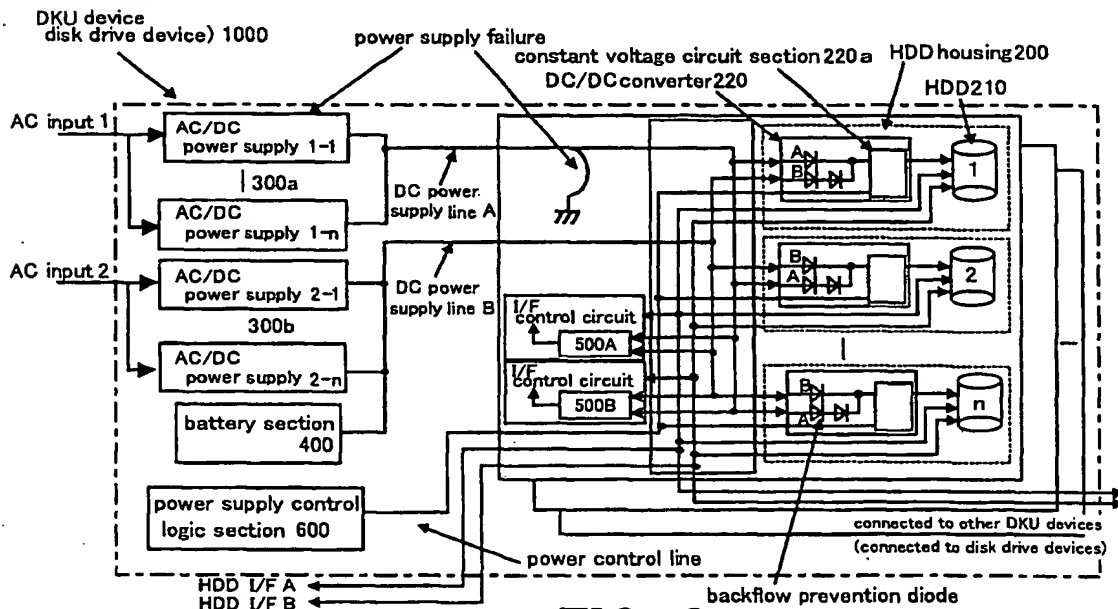 DKU device
disk drive device) 1000
power supply failure
constant voltage circuit section 220a
DC/DC converter 220
HDD housing 200
HDD210
AC input 1
AC/DC
power supply 1-1
300a
AC/DC
power supply 1-n
DC power
supply line A
AC input 2
AC/DC
power supply 2-1
300b
AC/DC
power supply 2-n
DC power
supply line B
battery section
400
power supply control
logic section 600
power control line
I/F
control circuit
500A
I/F
control circuit
500B
A
B
1
B
A
2
B
A
n
connected to other DKU devices
(connected to disk drive devices)
backflow prevention diode
HDD I/F A
HDD I/F B